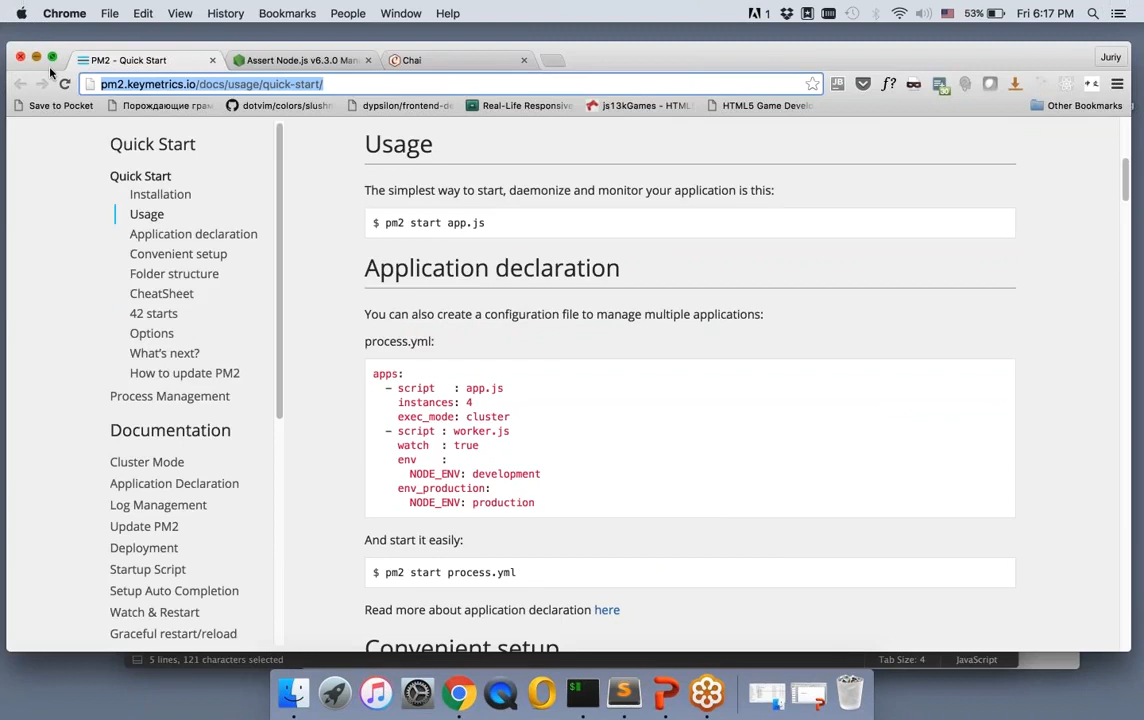 Chrome File Edit View History Bookmarks People Window Help 1 53% Fri 6:17 PM
PM2 - Quick Start Assert Node.js v6.3.0 Man Chai Juriy
pm2.keymetrics.io/docs/usage/quick-start/
Save to Pocket Порождающие грам dotvim/colors/slushn dypsilon/frontend-de Real-Life Responsive js13kGames - HTML5 HTML5 Game Develo Other Bookmarks
Quick Start
Quick Start
Installation
Usage
Application declaration
Convenient setup
Folder structure
CheatSheet
42 starts
Options
What's next?
How to update PM2
Process Management
Documentation
Cluster Mode
Application Declaration
Log Management
Update PM2
Deployment
Startup Script
Setup Auto Completion
Watch & Restart
Graceful restart/reload
Usage
The simplest way to start, daemonize and monitor your application is this:
$ pm2 start app.js
Application declaration
You can also create a configuration file to manage multiple applications:
process.yml:
apps:
- script : app.js
instances: 4
exec_mode: cluster
- script : worker.js
watch : true
env :
NODE_ENV: development
env_production:
NODE_ENV: production
And start it easily:
$ pm2 start process.yml
Read more about application declaration here
Convenient setup
5 lines, 121 characters selected Tab Size: 4 JavaScript